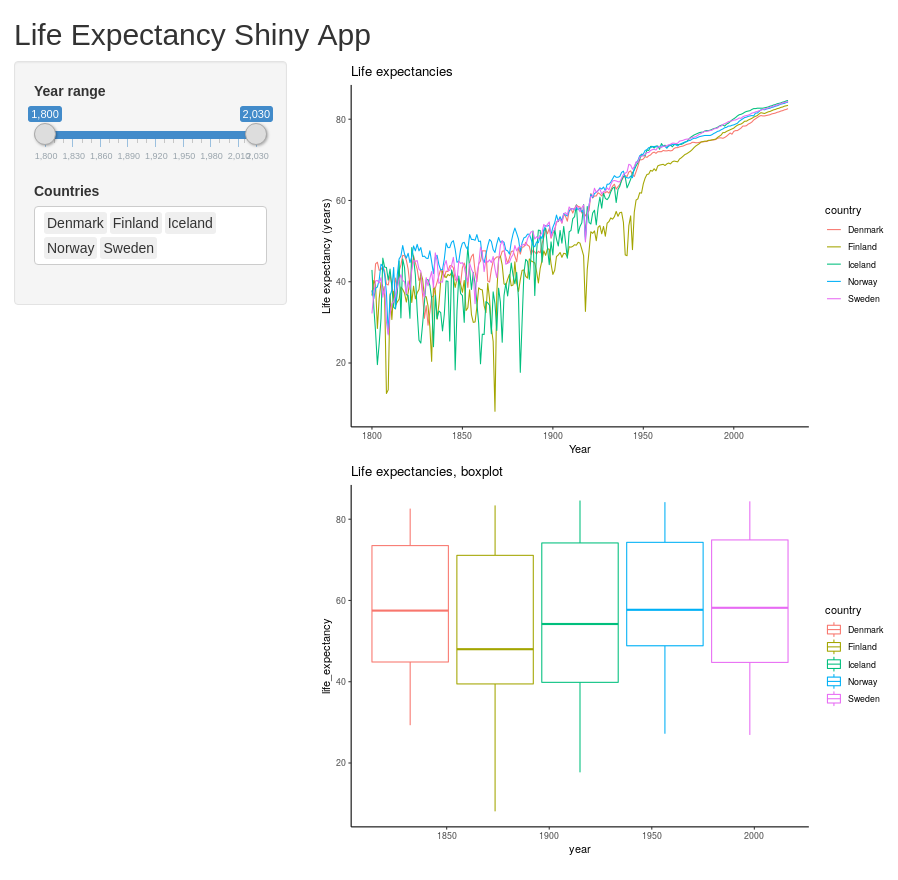 Life Expectancy Shiny App
Year range
1,800 2,030
1,800 1,830 1,860 1,890 1,920 1,950 1,980 2,010 2,030
Countries
Denmark Finland Iceland
Norway Sweden
Life expectancies
Life expectancy (years)
80
60
40
20
1800 1850 1900 1950 2000
Year
country
Denmark
Finland
Iceland
Norway
Sweden
Life expectancies, boxplot
life_expectancy
80
60
40
20
1850 1900 1950 2000
year
country
Denmark
Finland
Iceland
Norway
Sweden